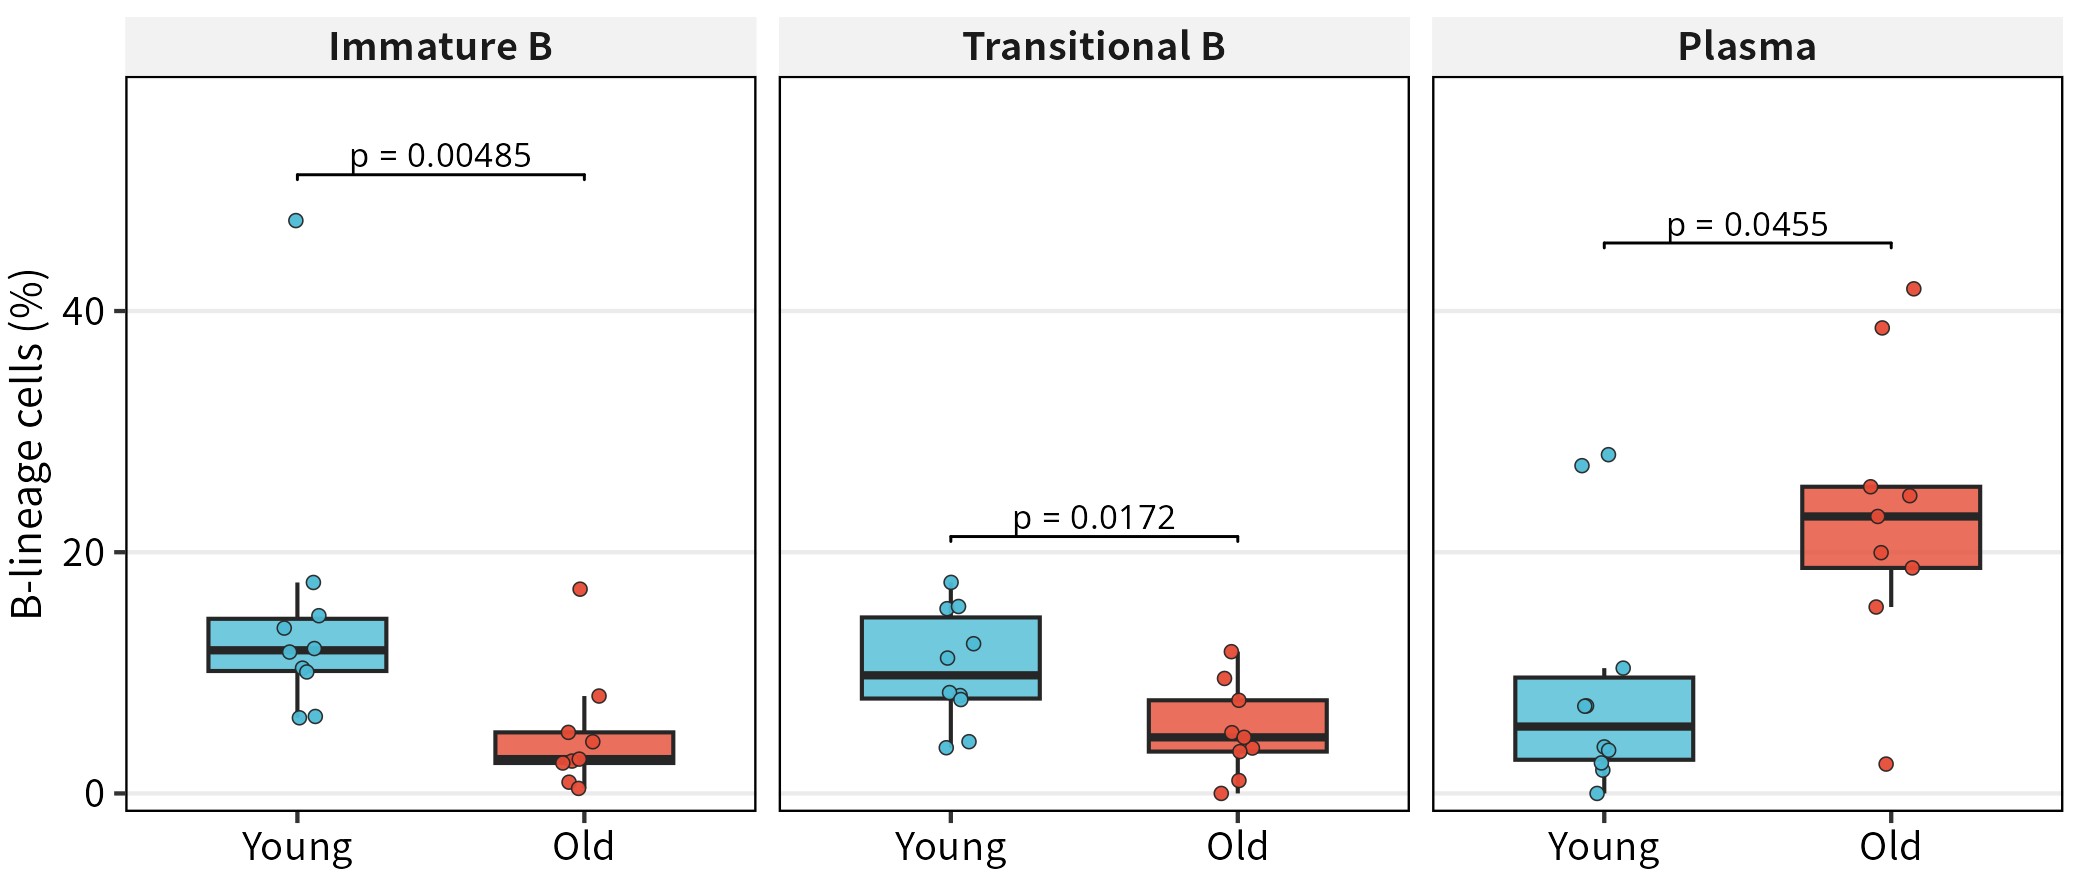 Immature B
Transitional B
Plasma
p = 0.00485
p = 0.0172
p = 0.0455
B-lineage cells (%)
40
20
0
Young
Old
Young
Old
Young
Old